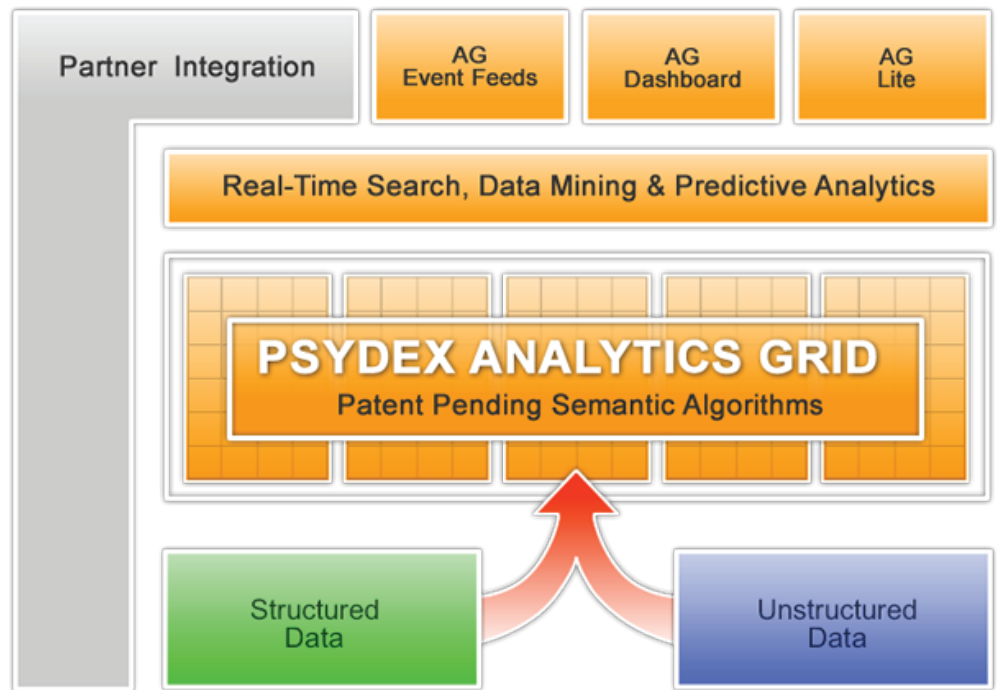 Partner Integration
AG
Event Feeds
AG
Dashboard
AG
Lite
Real-Time Search, Data Mining & Predictive Analytics
PSYDEX ANALYTICS GRID
Patent Pending Semantic Algorithms
Structured
Data
Unstructured
Data